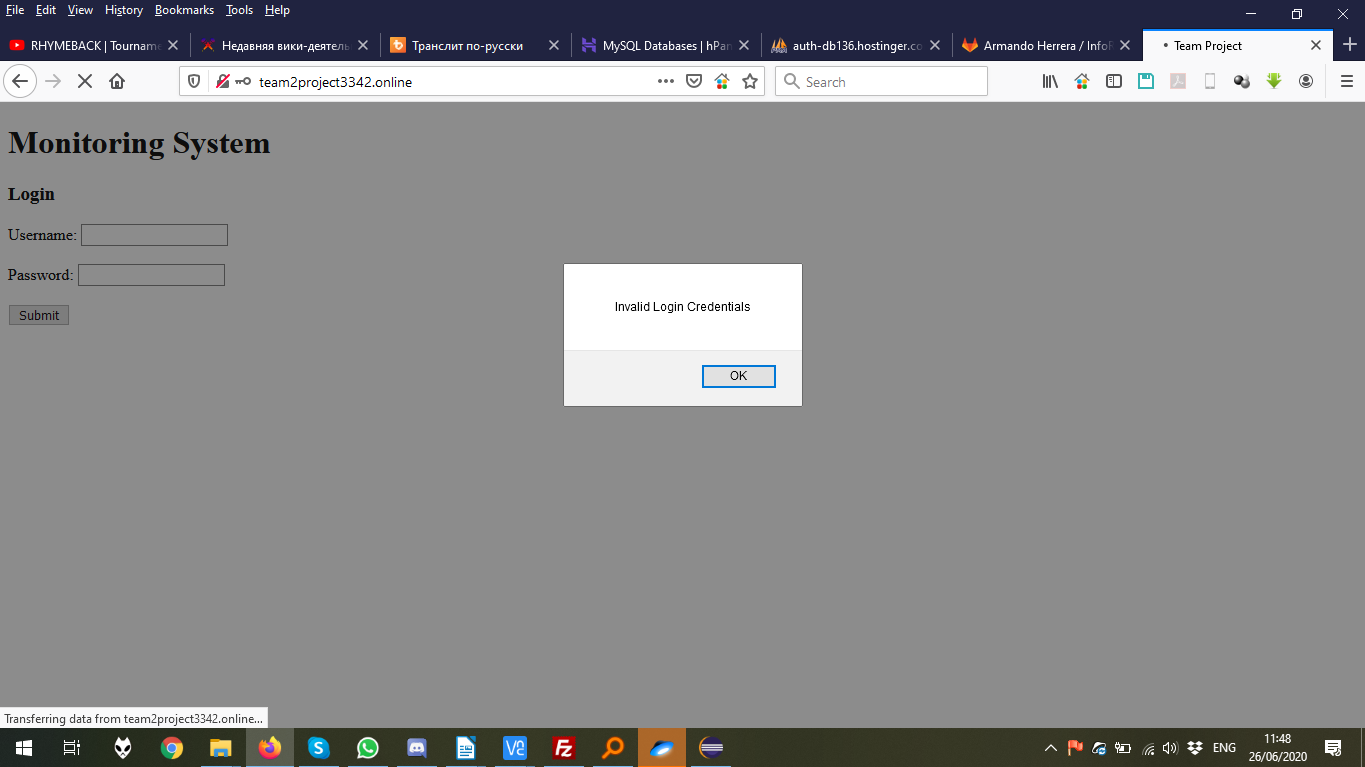 File Edit View History Bookmarks Tools Help
RHYMEBACK | Tourname
Недавняя вики-деятель
Транслит по-русски
MySQL Databases | hPan
auth-db136.hostinger.co
Armando Herrera / InfoP
Team Project
team2project3342.online
Search
Monitoring System
Login
Username:
Password:
Submit
Invalid Login Credentials
OK
Transferring data from team2project3342.online...
ENG
11:48
26/06/2020